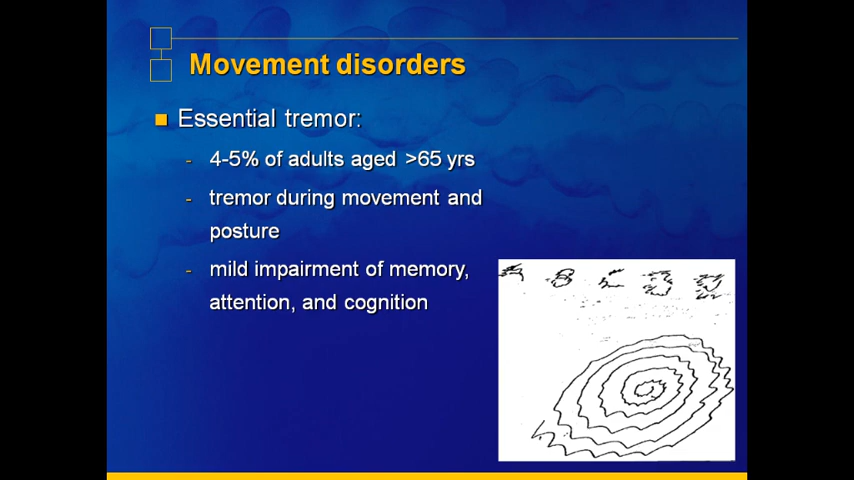 Movement disorders
Essential tremor:
- 4-5% of adults aged >65 yrs
- tremor during movement and
posture
- mild impairment of memory,
attention, and cognition
A B C D